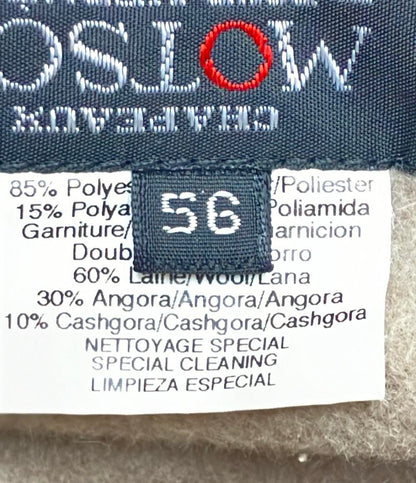 MOTSC
CHAPEAUX
56
85% Polyes /Poliester
15% Polya Poliamida
Garniture/ arnicion
Doub orro
60% Laine/Wool/Lana
30% Angora/Angora/Angora
10% Cashgora/Cashgora/Cashgora
NETTOYAGE SPECIAL
SPECIAL CLEANING
LIMPIEZA ESPECIAL